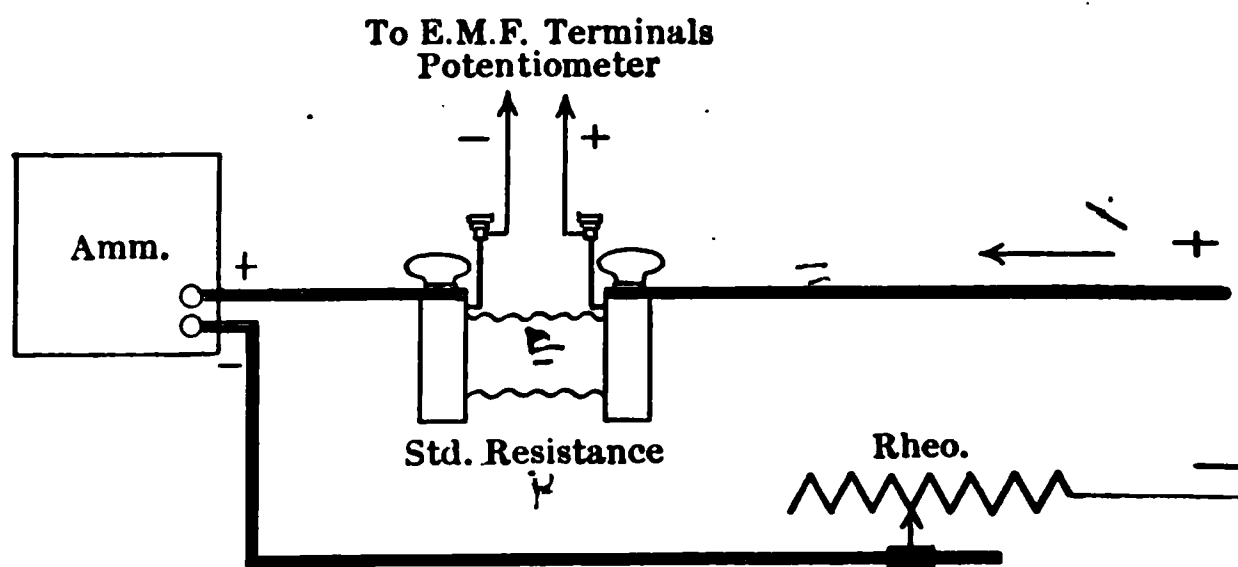 To E.M.F. Terminals
Potentiometer
− +
Amm.
+
−
+
Std. Resistance
Rheo.
−